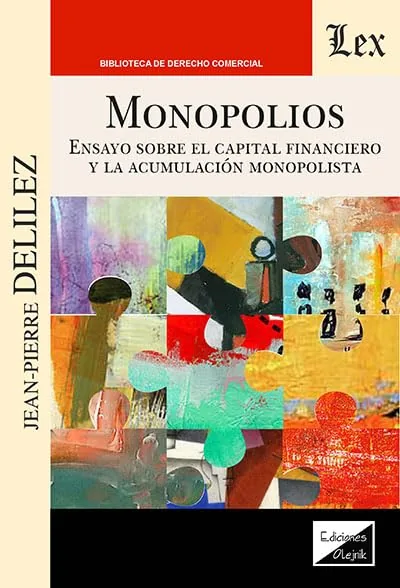 Lex
BIBLIOTECA DE DERECHO COMERCIAL
MONOPOLIOS
ENSAYO SOBRE EL CAPITAL FINANCIERO
Y LA ACUMULACIÓN MONOPOLISTA
JEAN-PIERRE DELILEZ
Ediciones
Olejnik